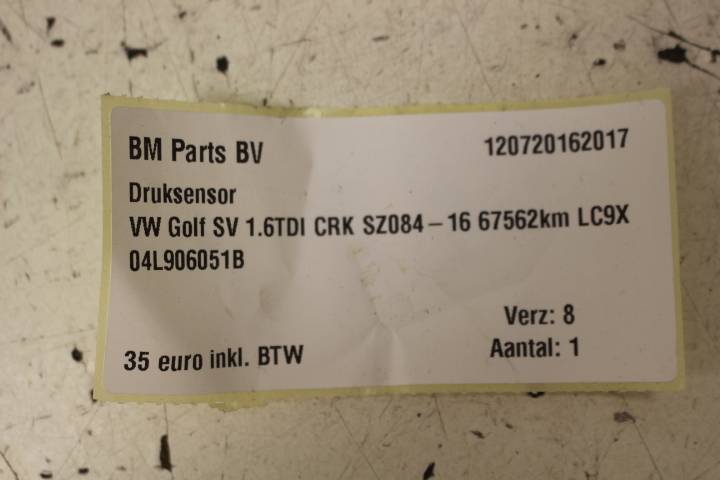 BM Parts BV 120720162017
Druksensor
VW Golf SV 1.6TDI CRK SZ084 – 16 67562km LC9X
04L906051B
Verz: 8
35 euro inkl. BTW Aantal: 1